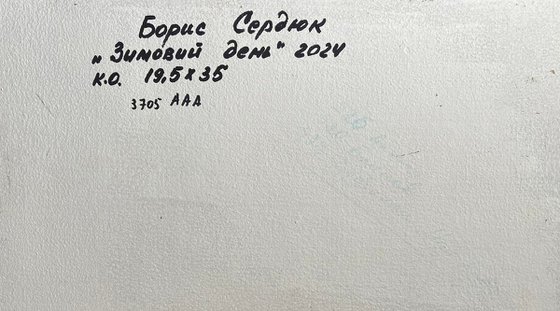 Борис Сердюк
„Зимовий день" 2024
к.о. 19,5х35
3705 ААА